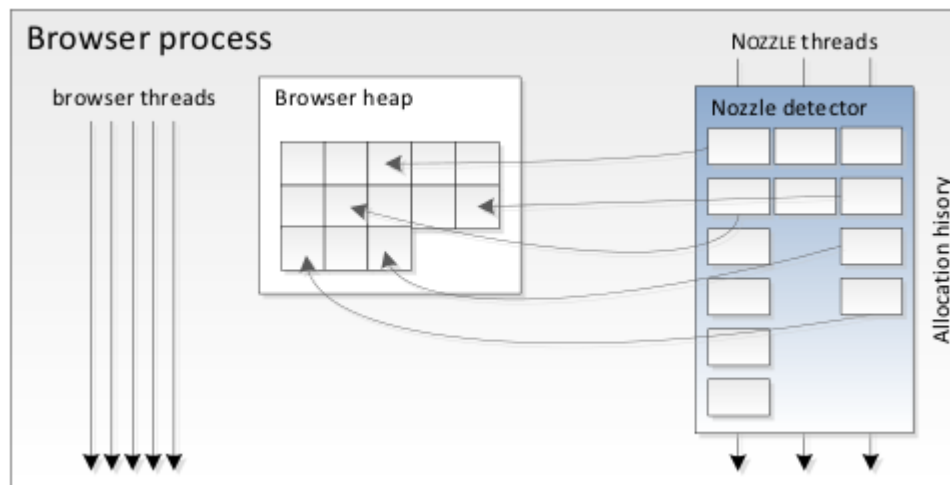 Browser process
browser threads
Browser heap
NOZZLE threads
Nozzle detector
Allocation hisory